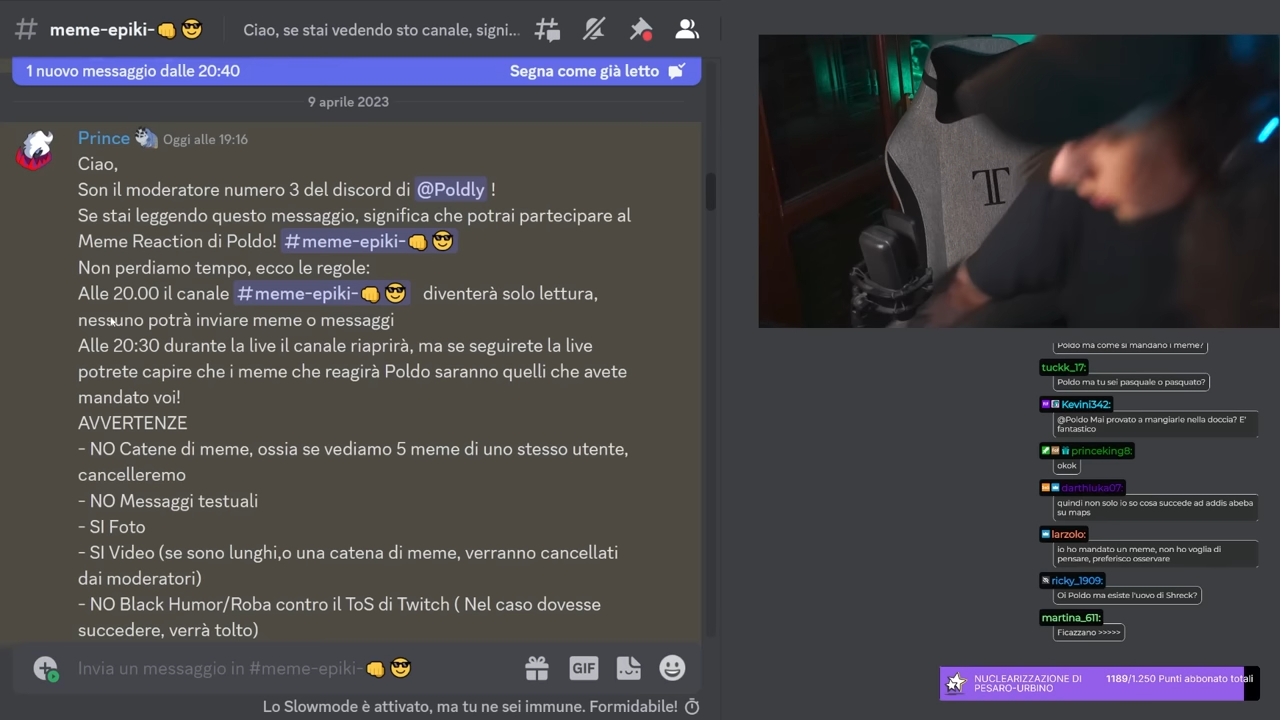 meme-epiki-👊😎
Ciao, se stai vedendo sto canale, signi...
1 nuovo messaggio dalle 20:40
Segna come già letto
9 aprile 2023
Prince Oggi alle 19:16
Ciao,
Son il moderatore numero 3 del discord di @Poldly !
Se stai leggendo questo messaggio, significa che potrai partecipare al
Meme Reaction di Poldo! #meme-epiki-👊😎
Non perdiamo tempo, ecco le regole:
Alle 20.00 il canale #meme-epiki-👊😎 diventerà solo lettura,
nessuno potrà inviare meme o messaggi
Alle 20:30 durante la live il canale riaprirà, ma se seguirete la live
potrete capire che i meme che reagirà Poldo saranno quelli che avete
mandato voi!
AVVERTENZE
- NO Catene di meme, ossia se vediamo 5 meme di uno stesso utente,
cancelleremo
- NO Messaggi testuali
- SI Foto
- SI Video (se sono lunghi,o una catena di meme, verranno cancellati
dai moderatori)
- NO Black Humor/Roba contro il ToS di Twitch ( Nel caso dovesse
succedere, verrà tolto)
Invia un messaggio in #meme-epiki-👊😎
GIF
Lo Slowmode è attivato, ma tu ne sei immune. Formidabile!
Poldo ma come si mandano i meme?
tuckk_17:
Poldo ma tu sei pasquale o pasquato?
Kevini342:
@Poldo Mai provato a mangiarle nella doccia? E'
fantastico
princeking8:
okok
darthluka07:
quindi non solo io so cosa succede ad addis abeba
su maps
larzolo:
io ho mandato un meme, non ho voglia di
pensare, preferisco osservare
ricky_1909:
Oi Poldo ma esiste l'uovo di Shreck?
martina_611:
Ficazzano >>>>>
NUCLEARIZZAZIONE DI
PESARO-URBINO
1189/1.250 Punti abbonato totali